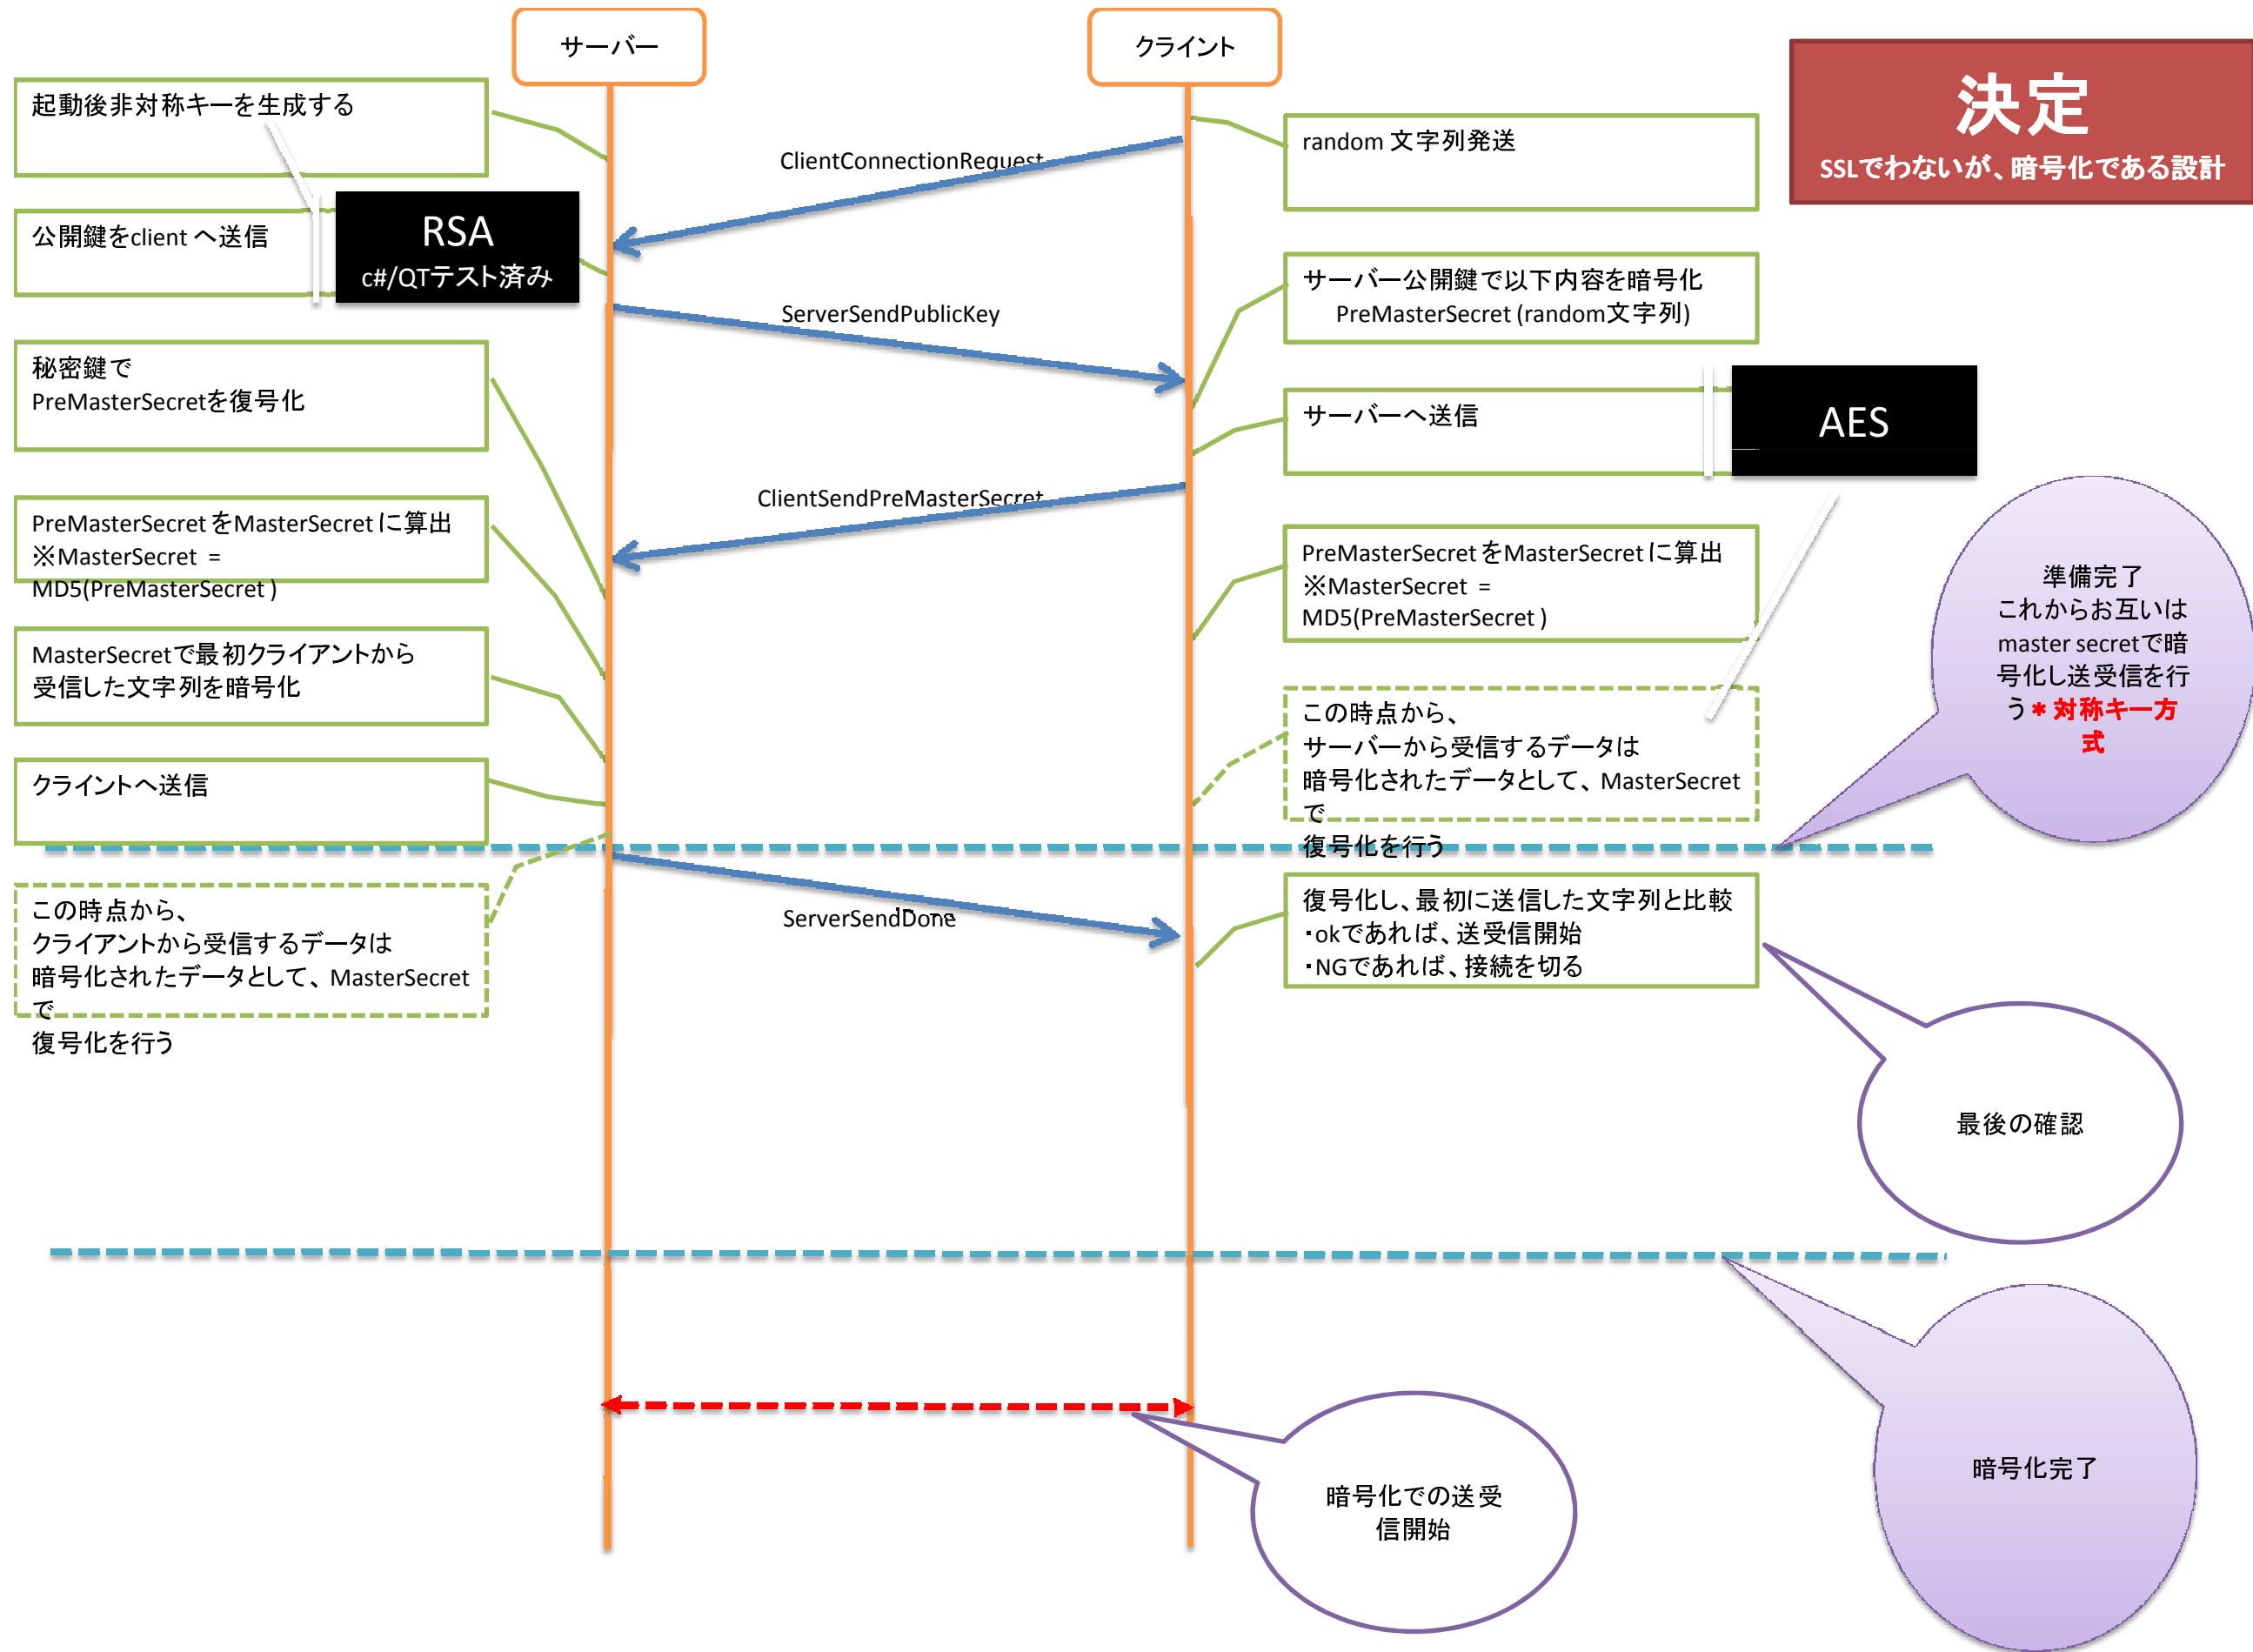 サーバー
クライント
決定
SSLでわないが、暗号化である設計
起動後非対称キーを生成する
random 文字列発送
ClientConnectionRequest
公開鍵をclient へ送信
RSA
c#/QTテスト済み
サーバー公開鍵で以下内容を暗号化
PreMasterSecret (random文字列)
ServerSendPublicKey
秘密鍵で
PreMasterSecretを復号化
サーバーへ送信
AES
ClientSendPreMasterSecret
PreMasterSecret をMasterSecret に算出
※MasterSecret =
MD5(PreMasterSecret )
PreMasterSecret をMasterSecret に算出
※MasterSecret =
MD5(PreMasterSecret )
準備完了
これからお互いは
master secretで暗
号化し送受信を行
う＊対称キー方
式
MasterSecretで最初クライアントから
受信した文字列を暗号化
この時点から、
サーバーから受信するデータは
暗号化されたデータとして、MasterSecret
で
復号化を行う
クライントへ送信
この時点から、
クライアントから受信するデータは
暗号化されたデータとして、MasterSecret
で
復号化を行う
ServerSendDone
復号化し、最初に送信した文字列と比較
・okであれば、送受信開始
・NGであれば、接続を切る
最後の確認
暗号化での送受
信開始
暗号化完了